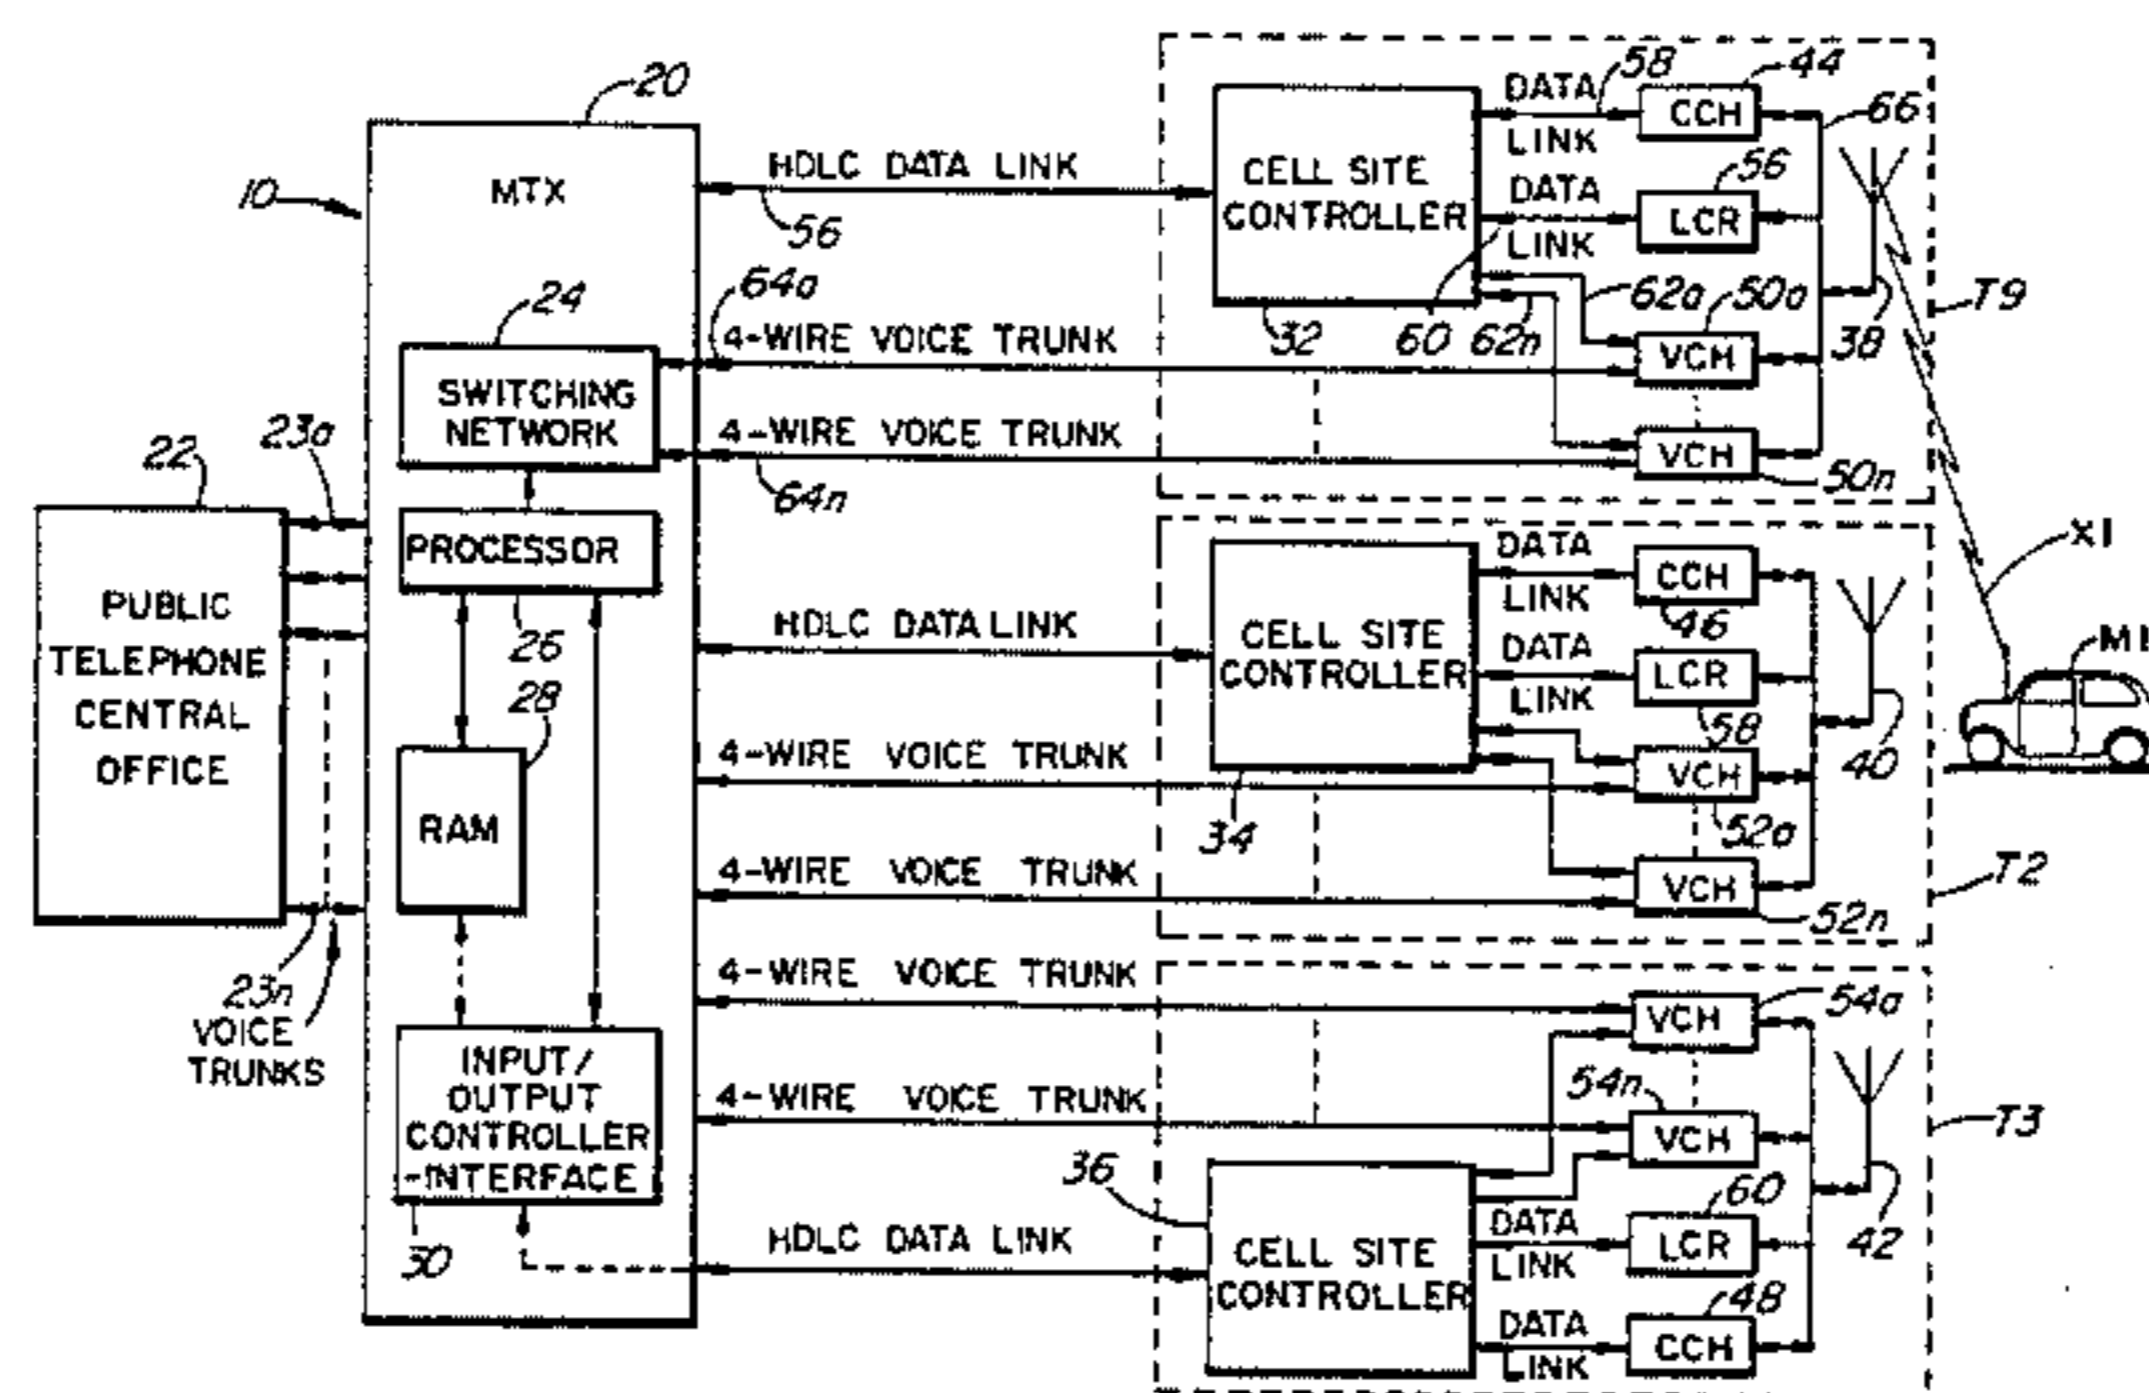 10
20
MTX
24
SWITCHING
NETWORK
PROCESSOR
26
28
RAM
INPUT/
OUTPUT
CONTROLLER
-INTERFACE
30
22
23a
PUBLIC
TELEPHONE
CENTRAL
OFFICE
23n
VOICE
TRUNKS
HDLC DATA LINK
56
64a
4-WIRE VOICE TRUNK
4-WIRE VOICE TRUNK
64n
HDLC DATA LINK
4-WIRE VOICE TRUNK
4-WIRE VOICE TRUNK
4-WIRE VOICE TRUNK
4-WIRE VOICE TRUNK
HDLC DATA LINK
CELL SITE
CONTROLLER
32
DATA
LINK
58
44
CCH
66
DATA
LINK
56
LCR
60
62n
62a
50a
VCH
VCH
50n
38
T9
X1
M1
CELL SITE
CONTROLLER
34
DATA
LINK
CCH
46
DATA
LINK
LCR
58
VCH
52a
VCH
52n
40
T2
VCH
54a
54n
VCH
36
CELL SITE
CONTROLLER
DATA
LINK
60
LCR
DATA
LINK
48
CCH
42
T3